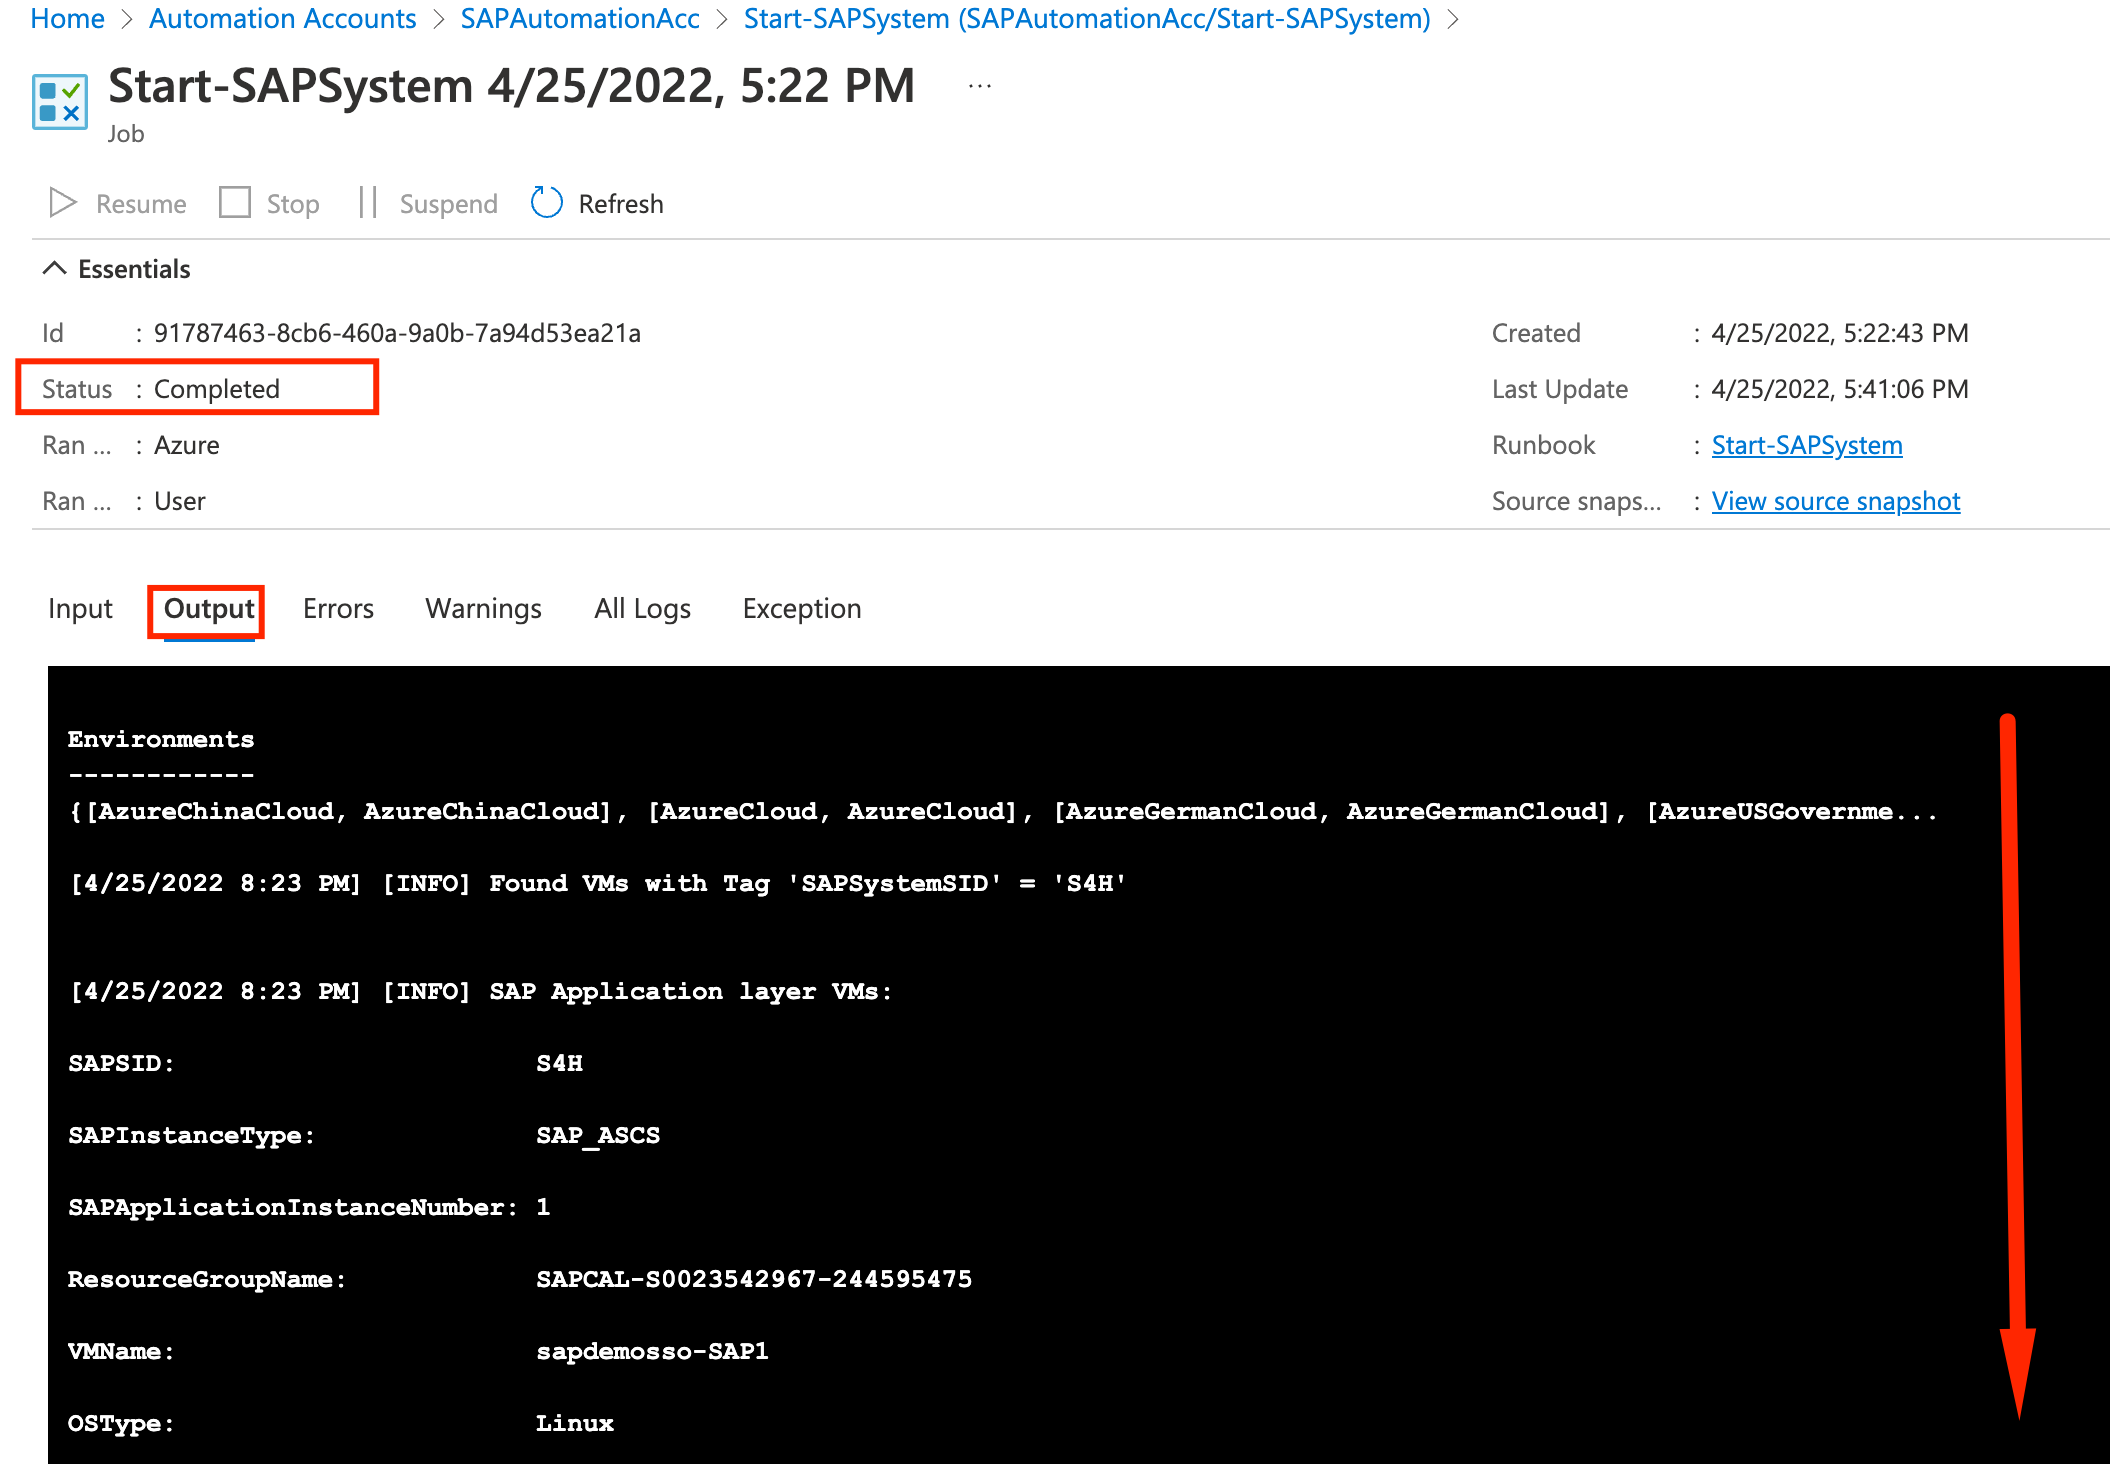 Home > Automation Accounts > SAPAutomationAcc > Start-SAPSystem (SAPAutomationAcc/Start-SAPSystem) >
Start-SAPSystem 4/25/2022, 5:22 PM ...
Job
Resume Stop Suspend Refresh
Essentials
Id : 91787463-8cb6-460a-9a0b-7a94d53ea21a Created : 4/25/2022, 5:22:43 PM
Status : Completed Last Update : 4/25/2022, 5:41:06 PM
Ran ... : Azure Runbook : Start-SAPSystem
Ran ... : User Source snaps... : View source snapshot
Input Output Errors Warnings All Logs Exception
Environments
------------
{[AzureChinaCloud, AzureChinaCloud], [AzureCloud, AzureCloud], [AzureGermanCloud, AzureGermanCloud], [AzureUSGovernme...
[4/25/2022 8:23 PM] [INFO] Found VMs with Tag 'SAPSystemSID' = 'S4H'
[4/25/2022 8:23 PM] [INFO] SAP Application layer VMs:
SAPSID: S4H
SAPInstanceType: SAP_ASCS
SAPApplicationInstanceNumber: 1
ResourceGroupName: SAPCAL-S0023542967-244595475
VMName: sapdemosso-SAP1
OSType: Linux